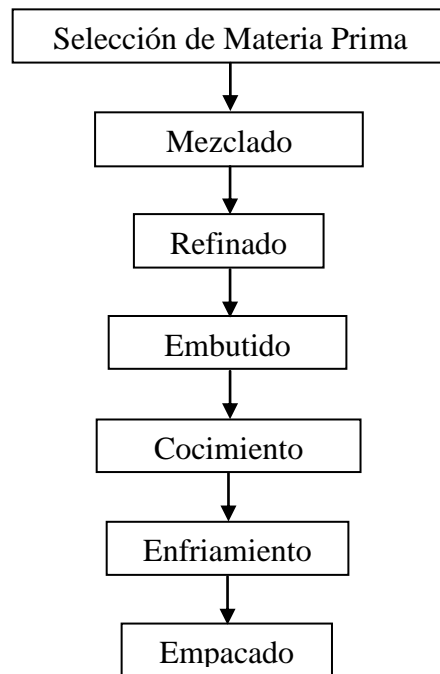 Selección de Materia Prima
Mezclado
Refinado
Embutido
Cocimiento
Enfriamiento
Empacado